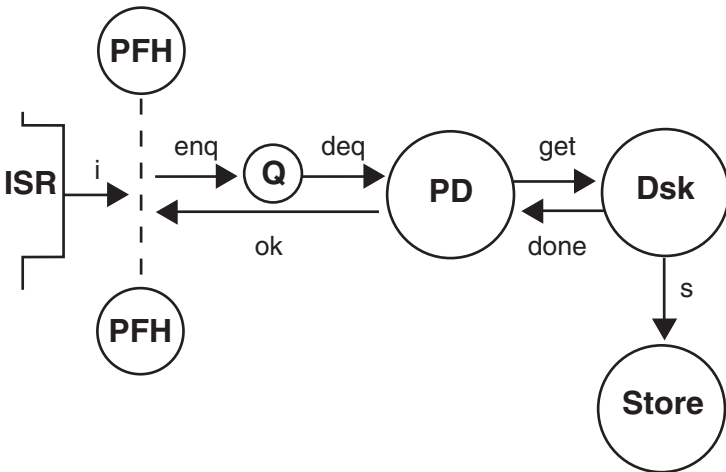 PFH
enq
deq
get
i
ISR
Q
PD
Dsk
ok
done
s
PFH
Store